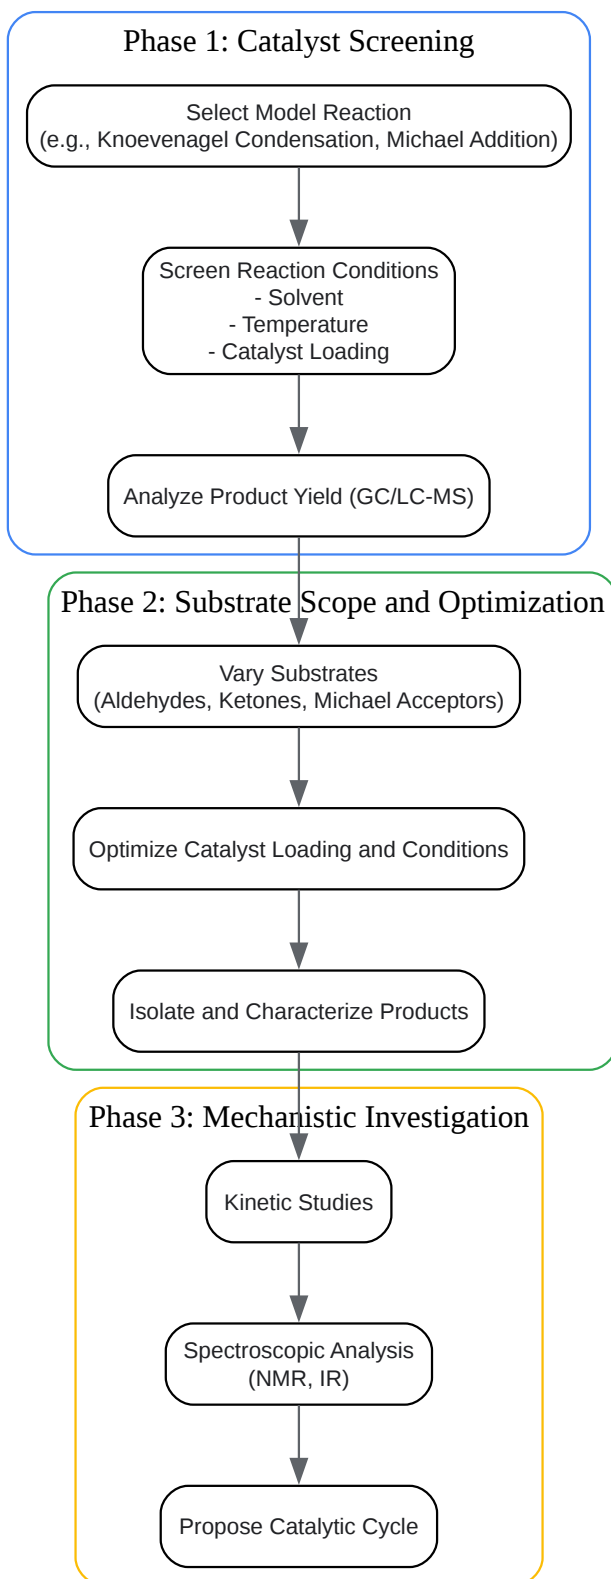 Phase 1: Catalyst Screening
Select Model Reaction
(e.g., Knoevenagel Condensation, Michael Addition)
Screen Reaction Conditions
- Solvent
- Temperature
- Catalyst Loading
Analyze Product Yield (GC/LC-MS)
Phase 2: Substrate Scope and Optimization
Vary Substrates
(Aldehydes, Ketones, Michael Acceptors)
Optimize Catalyst Loading and Conditions
Isolate and Characterize Products
Phase 3: Mechanistic Investigation
Kinetic Studies
Spectroscopic Analysis
(NMR, IR)
Propose Catalytic Cycle